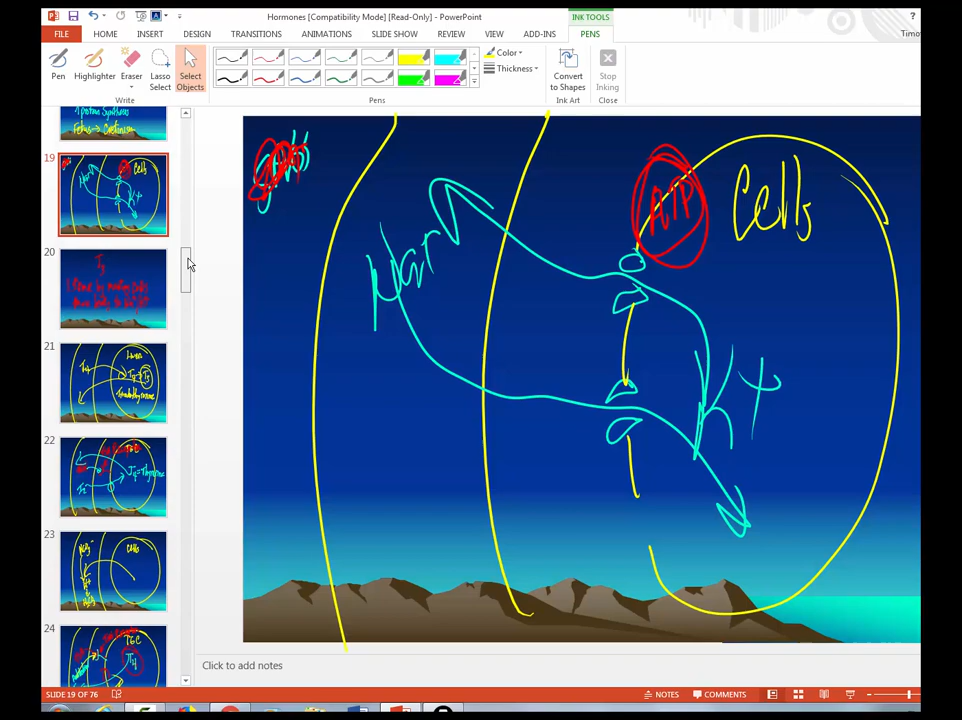 Hormones [Compatibility Mode] [Read-Only] - PowerPoint
INK TOOLS
?
FILE
HOME
INSERT
DESIGN
TRANSITIONS
ANIMATIONS
SLIDE SHOW
REVIEW
VIEW
ADD-INS
PENS
Timo
Pen
Highlighter
Eraser
Lasso
Select
Select
Objects
Color
Thickness
Convert
to Shapes
Stop
Inking
Write
Pens
Ink Art
Close
19
20
21
22
23
24
ATP
Cells
K+
Click to add notes
SLIDE 19 OF 76
NOTES
COMMENTS